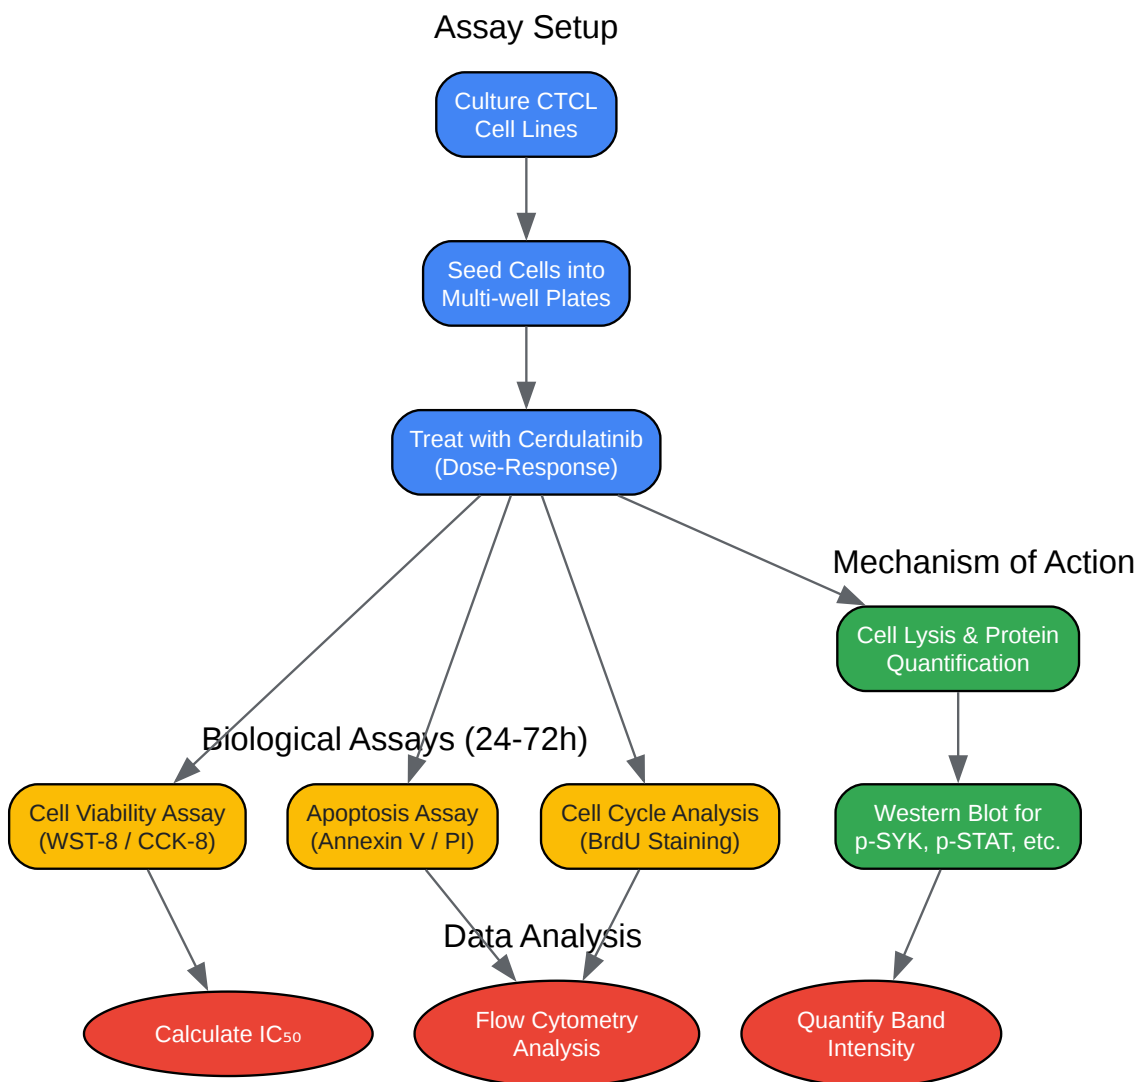 Assay Setup
Culture CTCL
Cell Lines
Seed Cells into
Multi-well Plates
Treat with Cerdulatinib
(Dose-Response)
Mechanism of Action
Cell Lysis & Protein
Quantification
Biological Assays (24-72h)
Cell Viability Assay
(WST-8 / CCK-8)
Apoptosis Assay
(Annexin V / PI)
Cell Cycle Analysis
(BrdU Staining)
Western Blot for
p-SYK, p-STAT, etc.
Data Analysis
Calculate IC₅₀
Flow Cytometry
Analysis
Quantify Band
Intensity